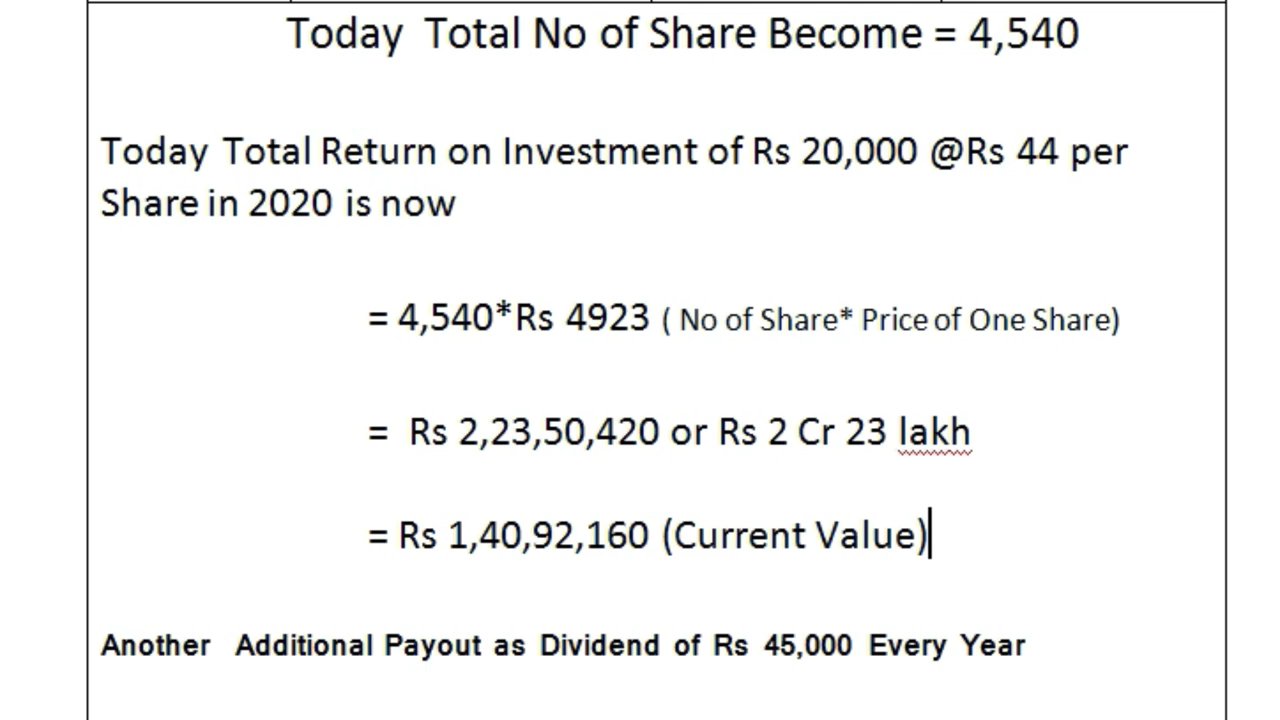 Today Total No of Share Become = 4,540
Today Total Return on Investment of Rs 20,000 @Rs 44 per
Share in 2020 is now
= 4,540*Rs 4923 ( No of Share* Price of One Share)
= Rs 2,23,50,420 or Rs 2 Cr 23 lakh
= Rs 1,40,92,160 (Current Value)
Another Additional Payout as Dividend of Rs 45,000 Every Year